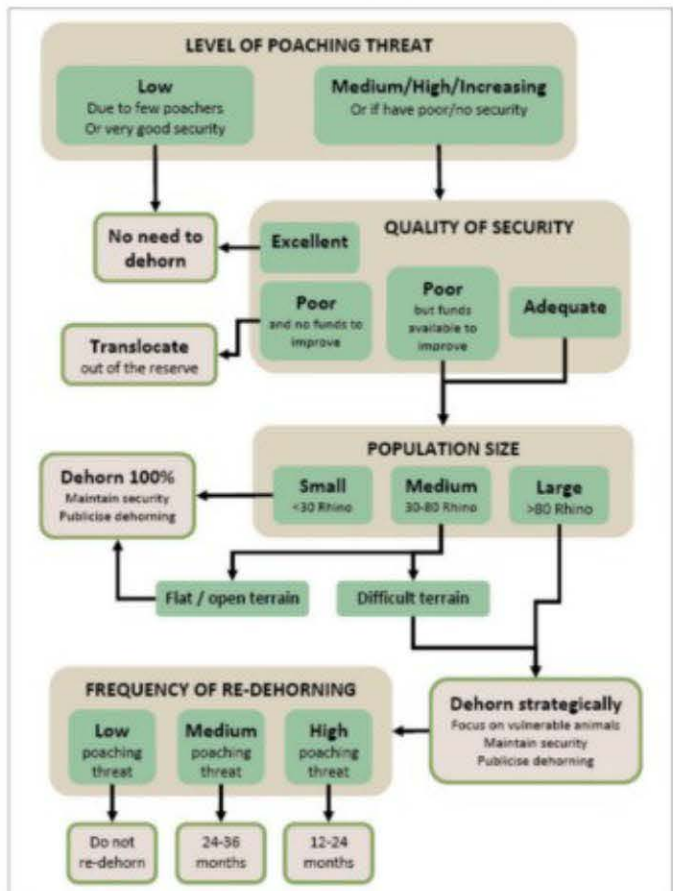 LEVEL OF POACHING THREAT
Low
Due to few poachers
Or very good security
Medium/High/Increasing
Or if have poor/no security
No need to
dehorn
QUALITY OF SECURITY
Excellent
Poor
and no funds to
improve
Poor
but funds
available to
improve
Adequate
Translocate
out of the reserve
POPULATION SIZE
Dehorn 100%
Maintain security
Publicise dehorning
Small
<30 Rhino
Medium
30-80 Rhino
Large
>80 Rhino
Flat / open terrain
Difficult terrain
FREQUENCY OF RE-DEHORNING
Low
poaching
threat
Medium
poaching
threat
High
poaching
threat
Dehorn strategically
Focus on vulnerable animals
Maintain security
Publicise dehorning
Do not
re-dehorn
24-36
months
12-24
months